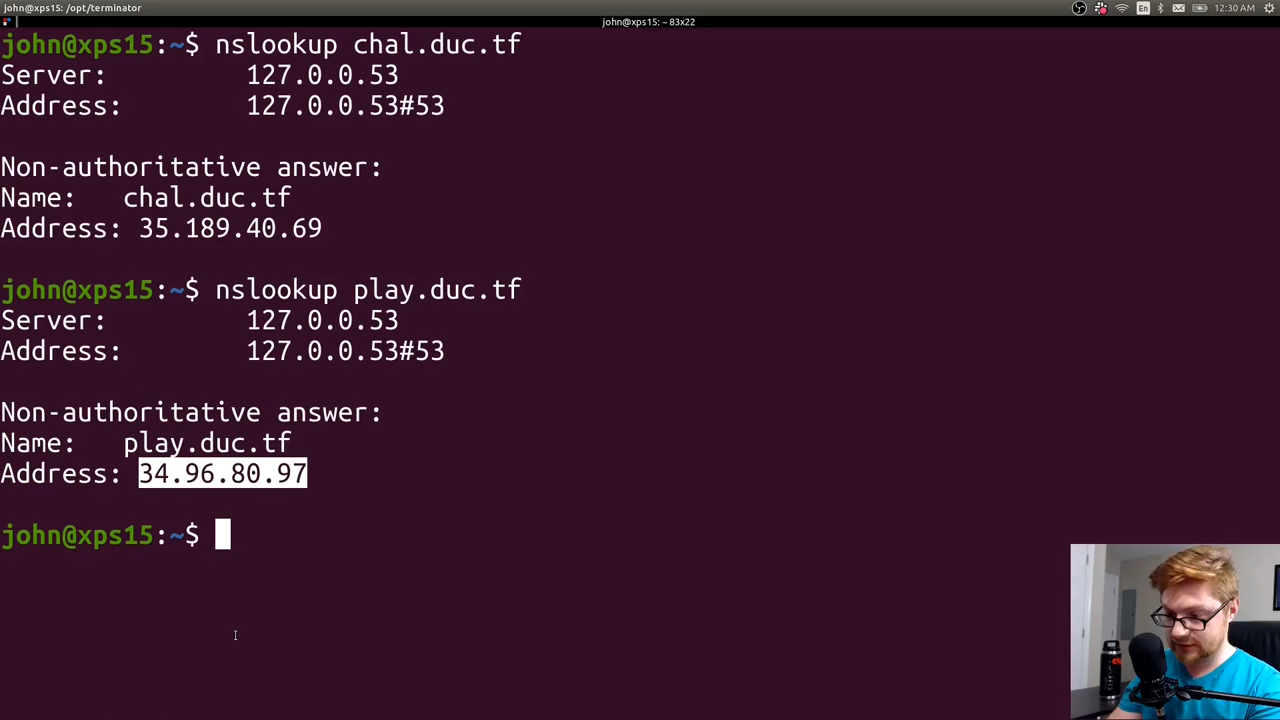 john@xps15: /opt/terminator
En
12:30 AM
john@xps15: ~ 83x22
john@xps15:~$ nslookup chal.duc.tf
Server: 127.0.0.53
Address: 127.0.0.53#53
Non-authoritative answer:
Name: chal.duc.tf
Address: 35.189.40.69
john@xps15:~$ nslookup play.duc.tf
Server: 127.0.0.53
Address: 127.0.0.53#53
Non-authoritative answer:
Name: play.duc.tf
Address: 34.96.80.97
john@xps15:~$